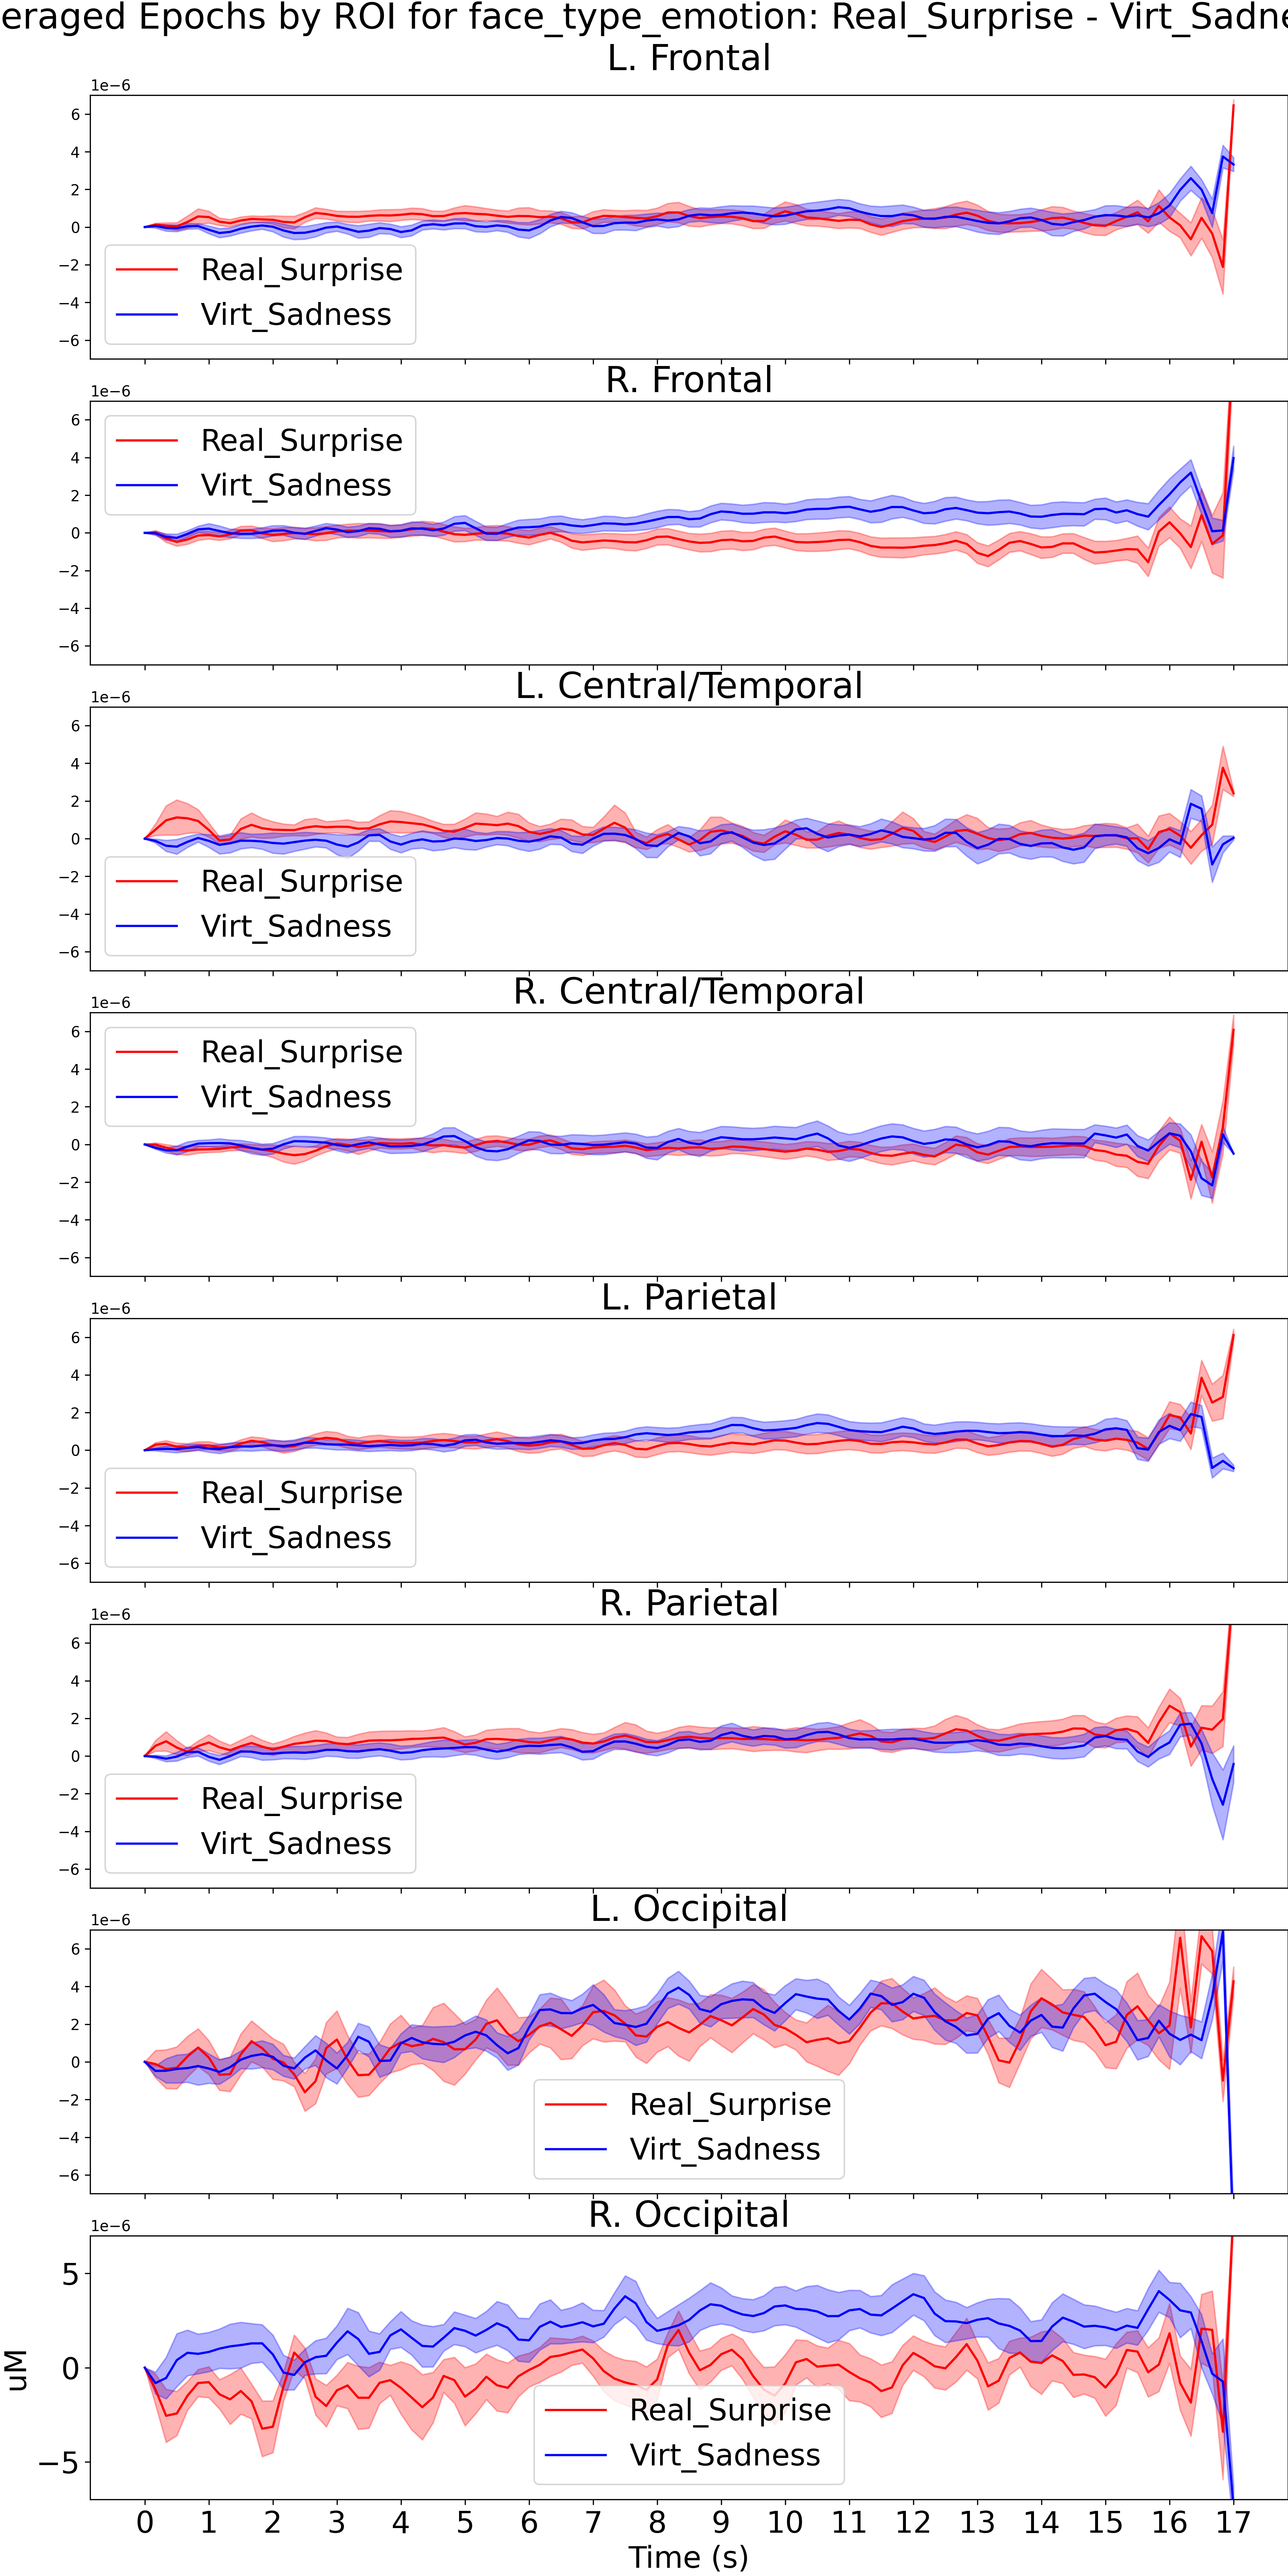 eraged Epochs by ROI for face_type_emotion: Real_Surprise - Virt_Sadne
L. Frontal
1e−6
6
4
2
0
−2
−4
−6
Real_Surprise
Virt_Sadness
R. Frontal
1e−6
6
4
2
0
−2
−4
−6
Real_Surprise
Virt_Sadness
L. Central/Temporal
1e−6
6
4
2
0
−2
−4
−6
Real_Surprise
Virt_Sadness
R. Central/Temporal
1e−6
6
4
2
0
−2
−4
−6
Real_Surprise
Virt_Sadness
L. Parietal
1e−6
6
4
2
0
−2
−4
−6
Real_Surprise
Virt_Sadness
R. Parietal
1e−6
6
4
2
0
−2
−4
−6
Real_Surprise
Virt_Sadness
L. Occipital
1e−6
6
4
2
0
−2
−4
−6
Real_Surprise
Virt_Sadness
R. Occipital
1e−6
5
0
−5
uM
Real_Surprise
Virt_Sadness
0 1 2 3 4 5 6 7 8 9 10 11 12 13 14 15 16 17
Time (s)